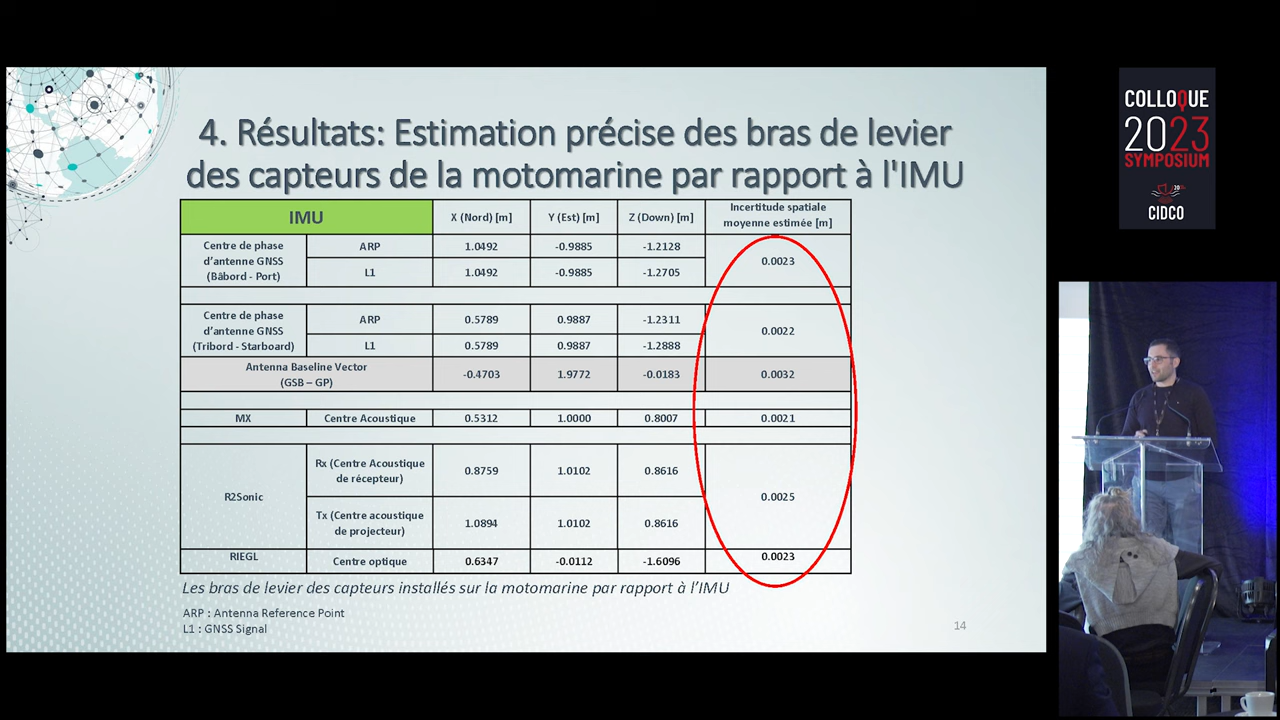 4. Résultats: Estimation précise des bras de levier
des capteurs de la motomarine par rapport à l'IMU
IMU
X (Nord) [m]
Y (Est) [m]
Z (Down) [m]
Incertitude spatiale
moyenne estimée [m]
Centre de phase
d'antenne GNSS
(Bâbord - Port)
ARP
1.0492
-0.9885
-1.2128
0.0023
L1
1.0492
-0.9885
-1.2705
Centre de phase
d'antenne GNSS
(Tribord - Starboard)
ARP
0.5789
0.9887
-1.2311
0.0022
L1
0.5789
0.9887
-1.2888
Antenna Baseline Vector
(GSB – GP)
-0.4703
1.9772
-0.0183
0.0032
MX
Centre Acoustique
0.5312
1.0000
0.8007
0.0021
R2Sonic
Rx (Centre Acoustique
de récepteur)
0.8759
1.0102
0.8616
0.0025
Tx (Centre acoustique
de projecteur)
1.0894
1.0102
0.8616
RIEGL
Centre optique
0.6347
-0.0112
-1.6096
0.0023
Les bras de levier des capteurs installés sur la motomarine par rapport à l'IMU
ARP : Antenna Reference Point
L1 : GNSS Signal
14
COLLOQUE
2023
SYMPOSIUM
CIDCO